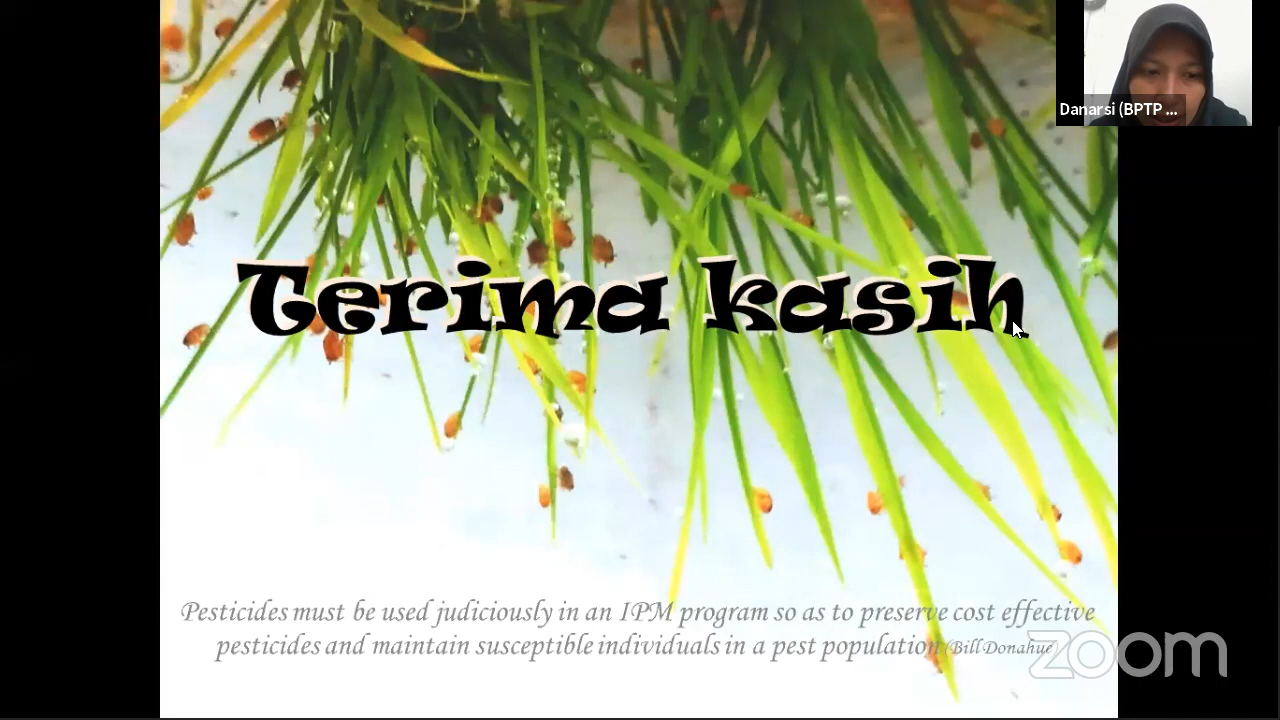 Danarsi (BPTP ...
Terima kasih
Pesticides must be used judiciously in an IPM program so as to preserve cost effective
pesticides and maintain susceptible individuals in a pest population (Bill Donahue)
zoom